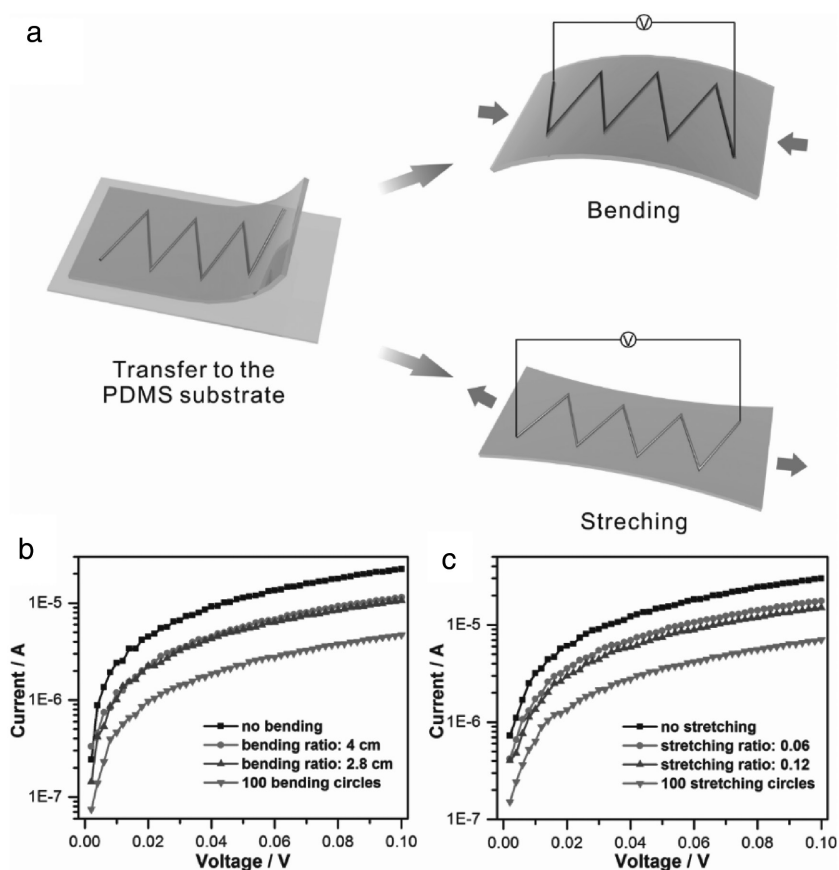 a
V
Bending
Transfer to the
PDMS substrate
V
Streching
b
Current / A
1E-5
1E-6
1E-7
no bending
bending ratio: 4 cm
bending ratio: 2.8 cm
100 bending circles
0.00 0.02 0.04 0.06 0.08 0.10
Voltage / V
c
Current / A
1E-5
1E-6
1E-7
no stretching
stretching ratio: 0.06
stretching ratio: 0.12
100 stretching circles
0.00 0.02 0.04 0.06 0.08 0.10
Voltage / V